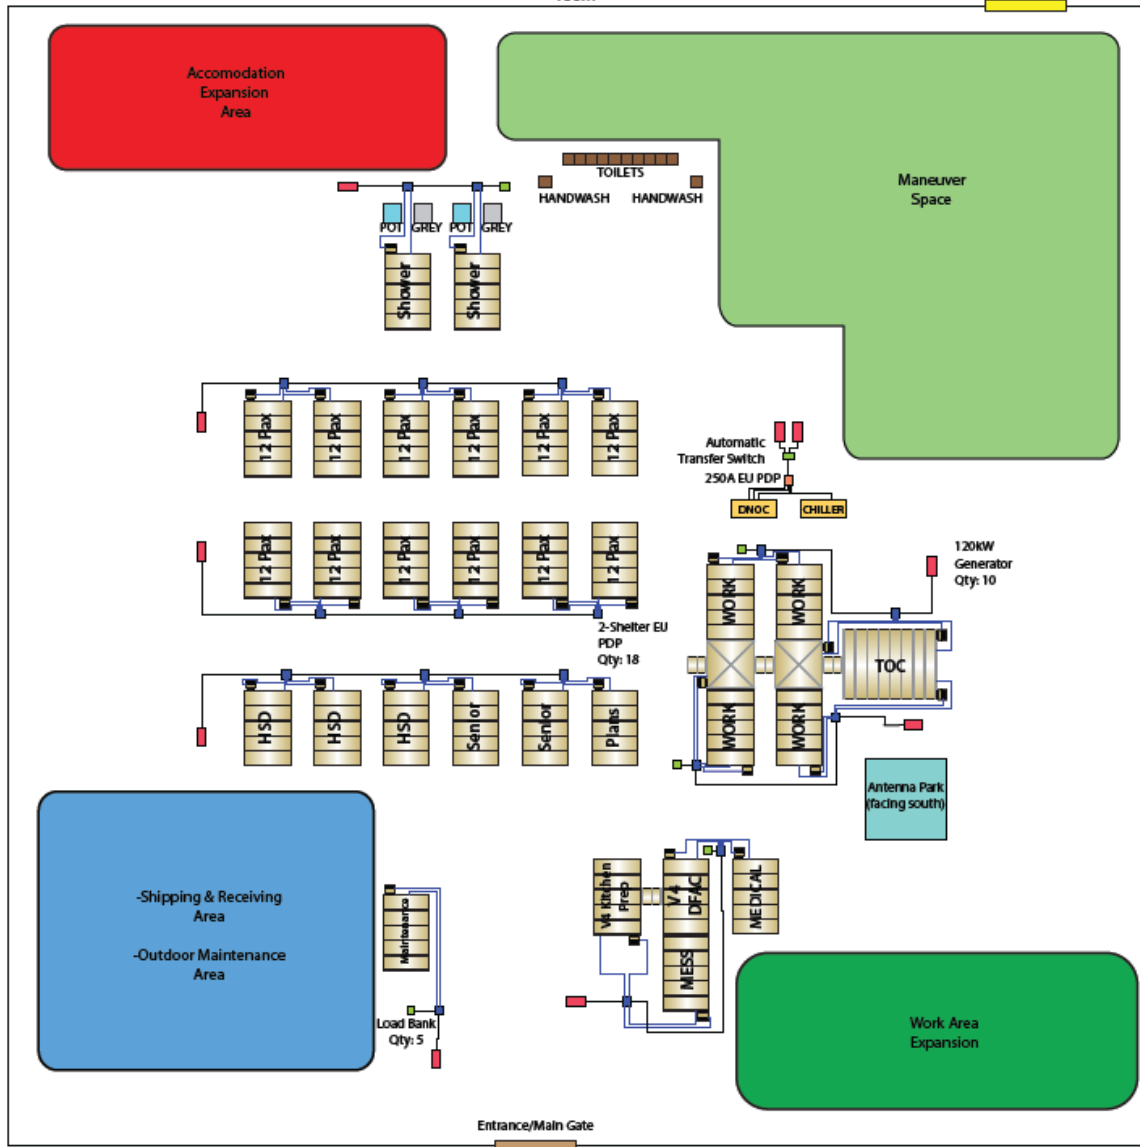 Accomodation
Expansion
Area
Maneuver
Space
TOILETS
HANDWASH
HANDWASH
POT
GREY
POT
GREY
Shower
Shower
12 Pax
12 Pax
12 Pax
12 Pax
12 Pax
12 Pax
Automatic
Transfer Switch
250A EU PDP
DNOC
CHILLER
12 Pax
12 Pax
12 Pax
12 Pax
12 Pax
12 Pax
120kW
Generator
Qty: 10
2-Shelter EU
PDP
Qty: 18
WORK
WORK
TOC
HSD
HSD
HSD
Senior
Senior
Plans
WORK
WORK
Antenna Park
(facing south)
-Shipping & Receiving
Area
-Outdoor Maintenance
Area
Maintenance
Load Bank
Qty: 5
V4 Kitchen
Prep
V4
DFAC
MESS
MEDICAL
Work Area
Expansion
Entrance/Main Gate